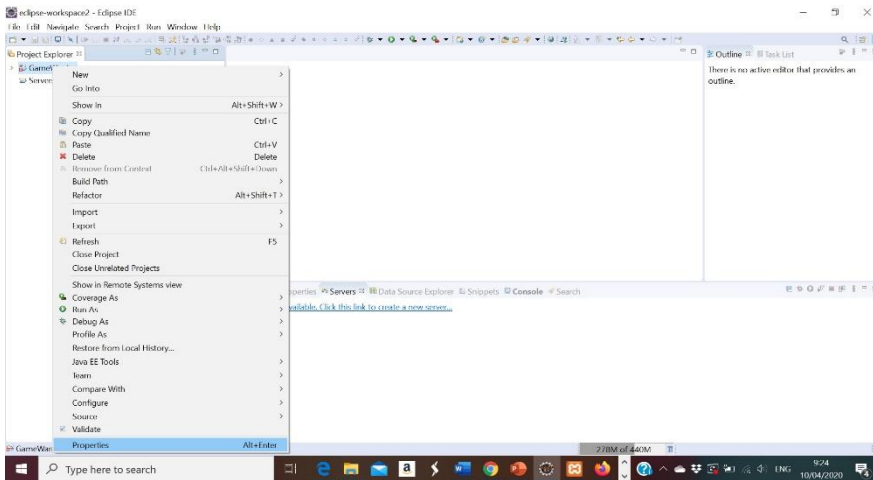 eclipse-workspace2 - Eclipse IDE
File Edit Navigate Search Project Run Window Help
Project Explorer
Outline Task List
There is no active editor that provides an
outline.
New
Go Into
Show In Alt+Shift+W
Copy Ctrl+C
Copy Qualified Name
Paste Ctrl+V
Delete Delete
Remove from Context Ctrl+Alt+Shift+Down
Build Path
Refactor Alt+Shift+T
Import
Export
Refresh F5
Close Project
Close Unrelated Projects
Show in Remote Systems view
Coverage As
Run As
Debug As
Profile As
Restore from Local History...
Java EE Tools
Team
Compare With
Configure
Source
Validate
Properties Alt+Enter
Servers Data Source Explorer Snippets Console Search
Click this link to create a new server...
278M of 440M
Type here to search
ENG
9:24
10/04/2020